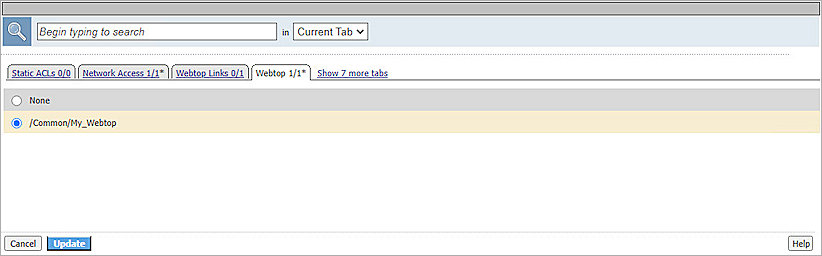 Begin typing to search in Current Tab
Static ACLs 0/0 Network Access 1/1* Webtop Links 0/1 Webtop 1/1* Show 7 more tabs
None
/Common/My_Webtop
Cancel Update Help